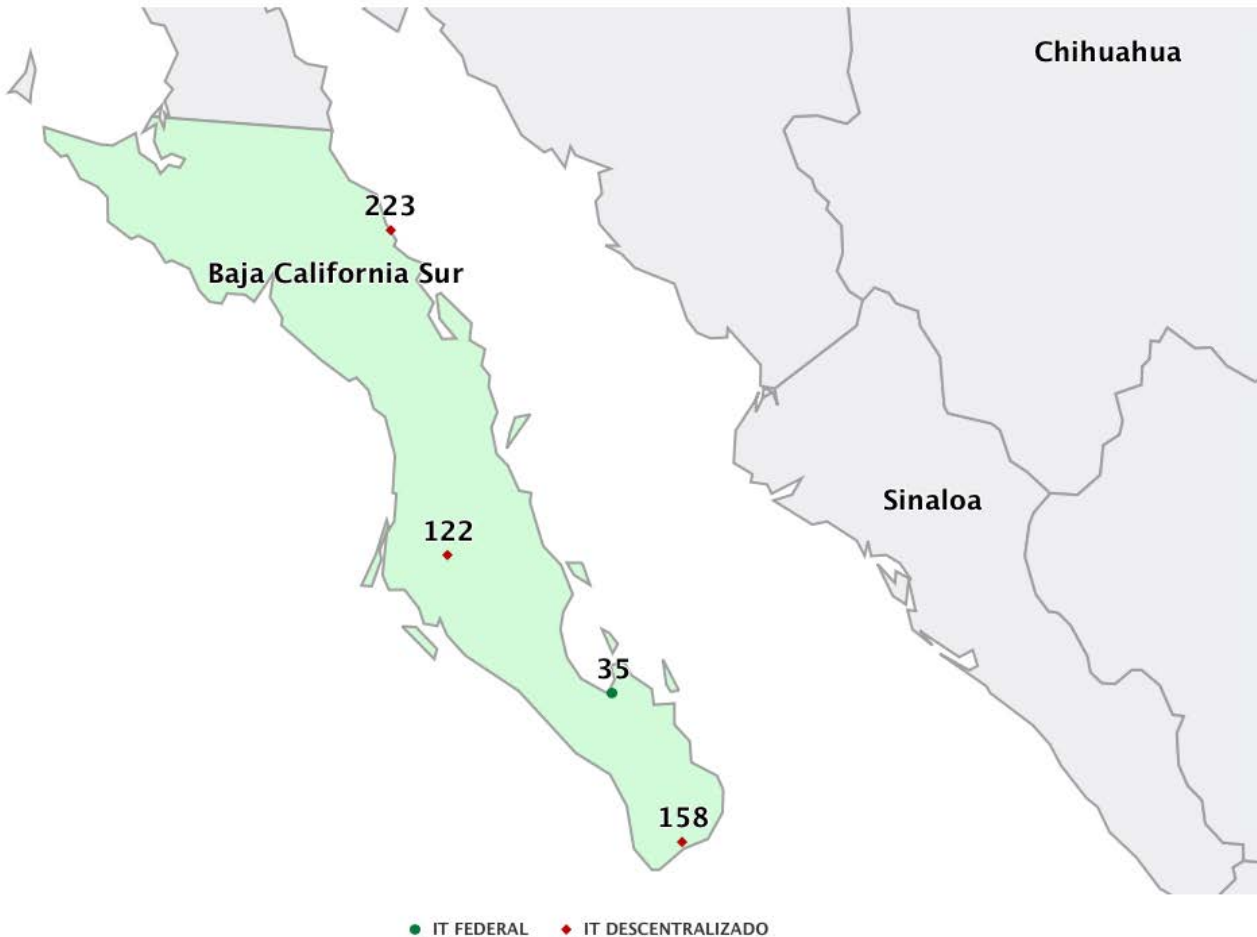 Chihuahua
223
Baja California Sur
Sinaloa
122
35
158
IT FEDERAL
IT DESCENTRALIZADO